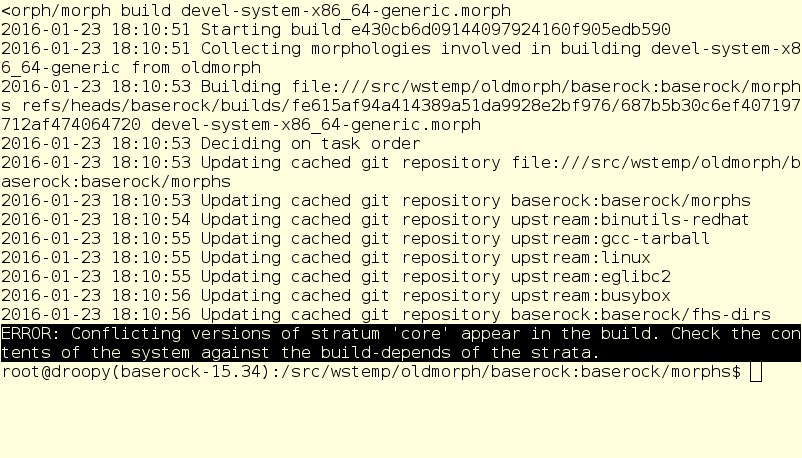 <orph/morph build devel-system-x86_64-generic.morph
2016-01-23 18:10:51 Starting build e430cb6d09144097924160f905edb590
2016-01-23 18:10:51 Collecting morphologies involved in building devel-system-x8
6_64-generic from oldmorph
2016-01-23 18:10:53 Building file:///src/wstemp/oldmorph/baserock:baserock/morph
s refs/heads/baserock/builds/fe615af94a414389a51da9928e2bf976/687b5b30c6ef407197
712af474064720 devel-system-x86_64-generic.morph
2016-01-23 18:10:53 Deciding on task order
2016-01-23 18:10:53 Updating cached git repository file:///src/wstemp/oldmorph/b
aserock:baserock/morphs
2016-01-23 18:10:53 Updating cached git repository baserock:baserock/morphs
2016-01-23 18:10:54 Updating cached git repository upstream:binutils-redhat
2016-01-23 18:10:55 Updating cached git repository upstream:gcc-tarball
2016-01-23 18:10:55 Updating cached git repository upstream:linux
2016-01-23 18:10:55 Updating cached git repository upstream:eglibc2
2016-01-23 18:10:56 Updating cached git repository upstream:busybox
2016-01-23 18:10:56 Updating cached git repository baserock:baserock/fhs-dirs
ERROR: Conflicting versions of stratum 'core' appear in the build. Check the con
tents of the system against the build-depends of the strata.
root@droopy(baserock-15.34):/src/wstemp/oldmorph/baserock:baserock/morphs$